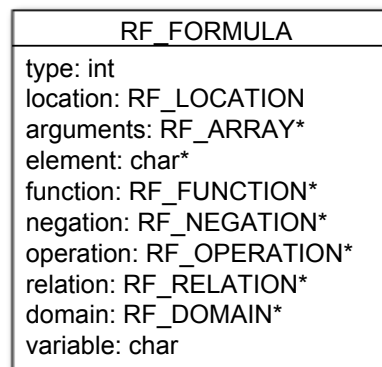 RF_FORMULA
type: int
location: RF_LOCATION
arguments: RF_ARRAY*
element: char*
function: RF_FUNCTION*
negation: RF_NEGATION*
operation: RF_OPERATION*
relation: RF_RELATION*
domain: RF_DOMAIN*
variable: char